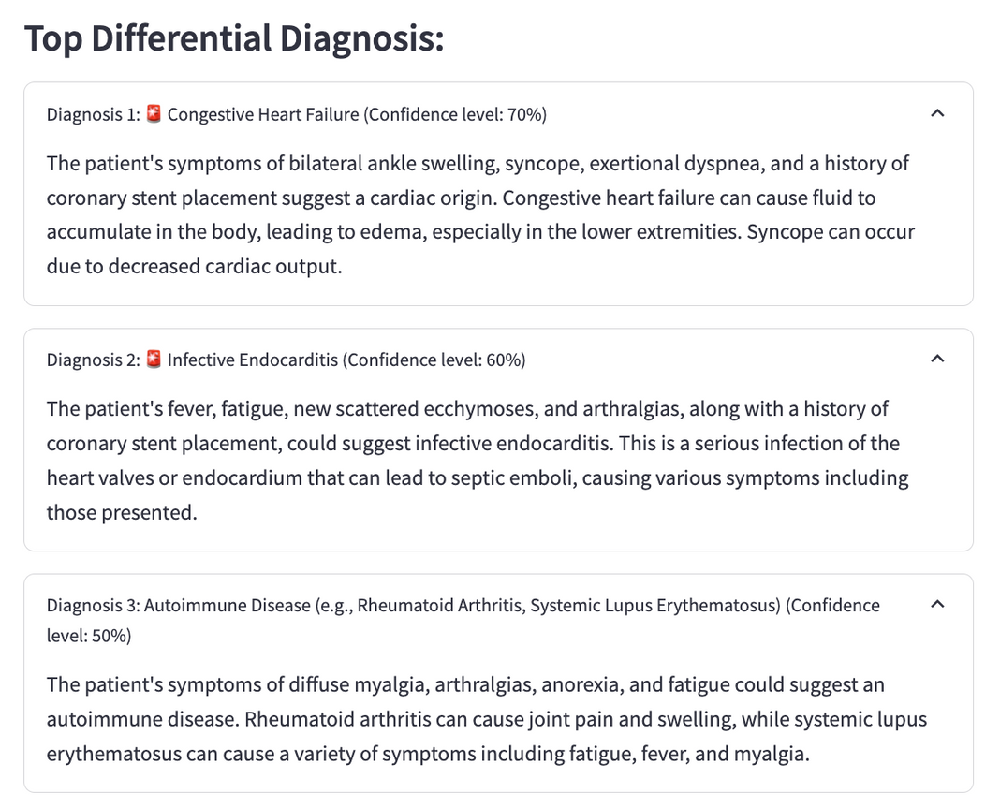 Top Differential Diagnosis:
Diagnosis 1: 🚨 Congestive Heart Failure (Confidence level: 70%)
The patient's symptoms of bilateral ankle swelling, syncope, exertional dyspnea, and a history of
coronary stent placement suggest a cardiac origin. Congestive heart failure can cause fluid to
accumulate in the body, leading to edema, especially in the lower extremities. Syncope can occur
due to decreased cardiac output.
Diagnosis 2: 🚨 Infective Endocarditis (Confidence level: 60%)
The patient's fever, fatigue, new scattered ecchymoses, and arthralgias, along with a history of
coronary stent placement, could suggest infective endocarditis. This is a serious infection of the
heart valves or endocardium that can lead to septic emboli, causing various symptoms including
those presented.
Diagnosis 3: Autoimmune Disease (e.g., Rheumatoid Arthritis, Systemic Lupus Erythematosus) (Confidence
level: 50%)
The patient's symptoms of diffuse myalgia, arthralgias, anorexia, and fatigue could suggest an
autoimmune disease. Rheumatoid arthritis can cause joint pain and swelling, while systemic lupus
erythematosus can cause a variety of symptoms including fatigue, fever, and myalgia.